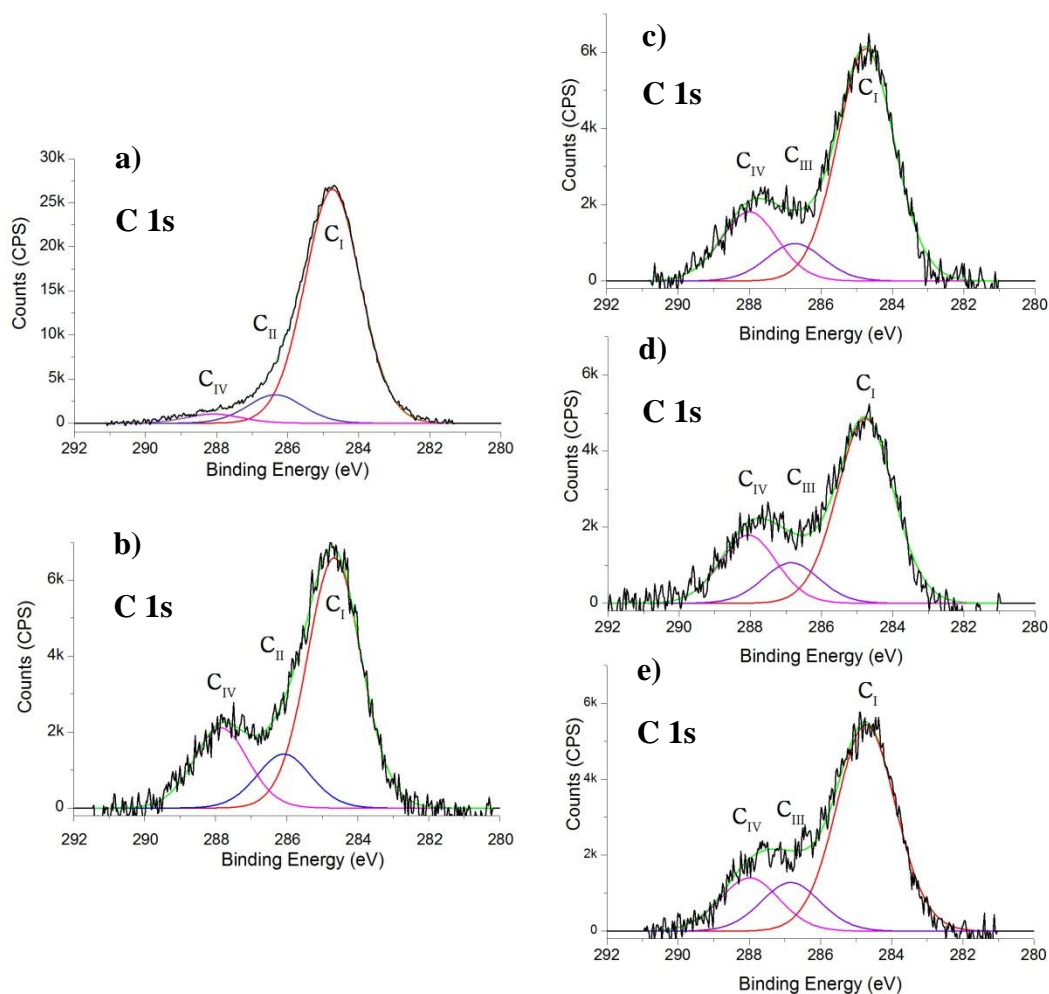 a)
C 1s
30k
25k
20k
15k
10k
5k
0
Counts (CPS)
C_I
C_II
C_IV
292 290 288 286 284 282 280
Binding Energy (eV)
b)
C 1s
6k
4k
2k
0
Counts (CPS)
C_I
C_II
C_IV
292 290 288 286 284 282 280
Binding Energy (eV)
c)
C 1s
6k
4k
2k
0
Counts (CPS)
C_I
C_III
C_IV
292 290 288 286 284 282 280
Binding Energy (eV)
d)
C 1s
6k
4k
2k
0
Counts (CPS)
C_I
C_IV
C_III
292 290 288 286 284 282 280
Binding Energy (eV)
e)
C 1s
6k
4k
2k
0
Counts (CPS)
C_I
C_IV
C_III
292 290 288 286 284 282 280
Binding Energy (eV)